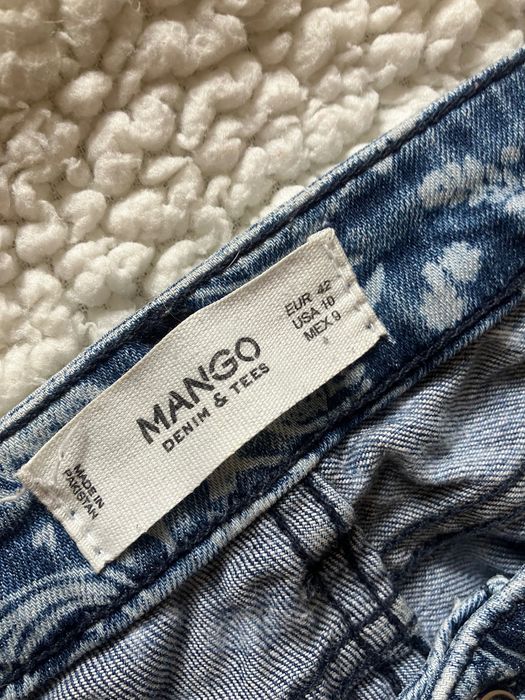 MANGO
DENIM & TEES
EUR 42
USA 10
MEX 9
MADE IN
PAKISTAN